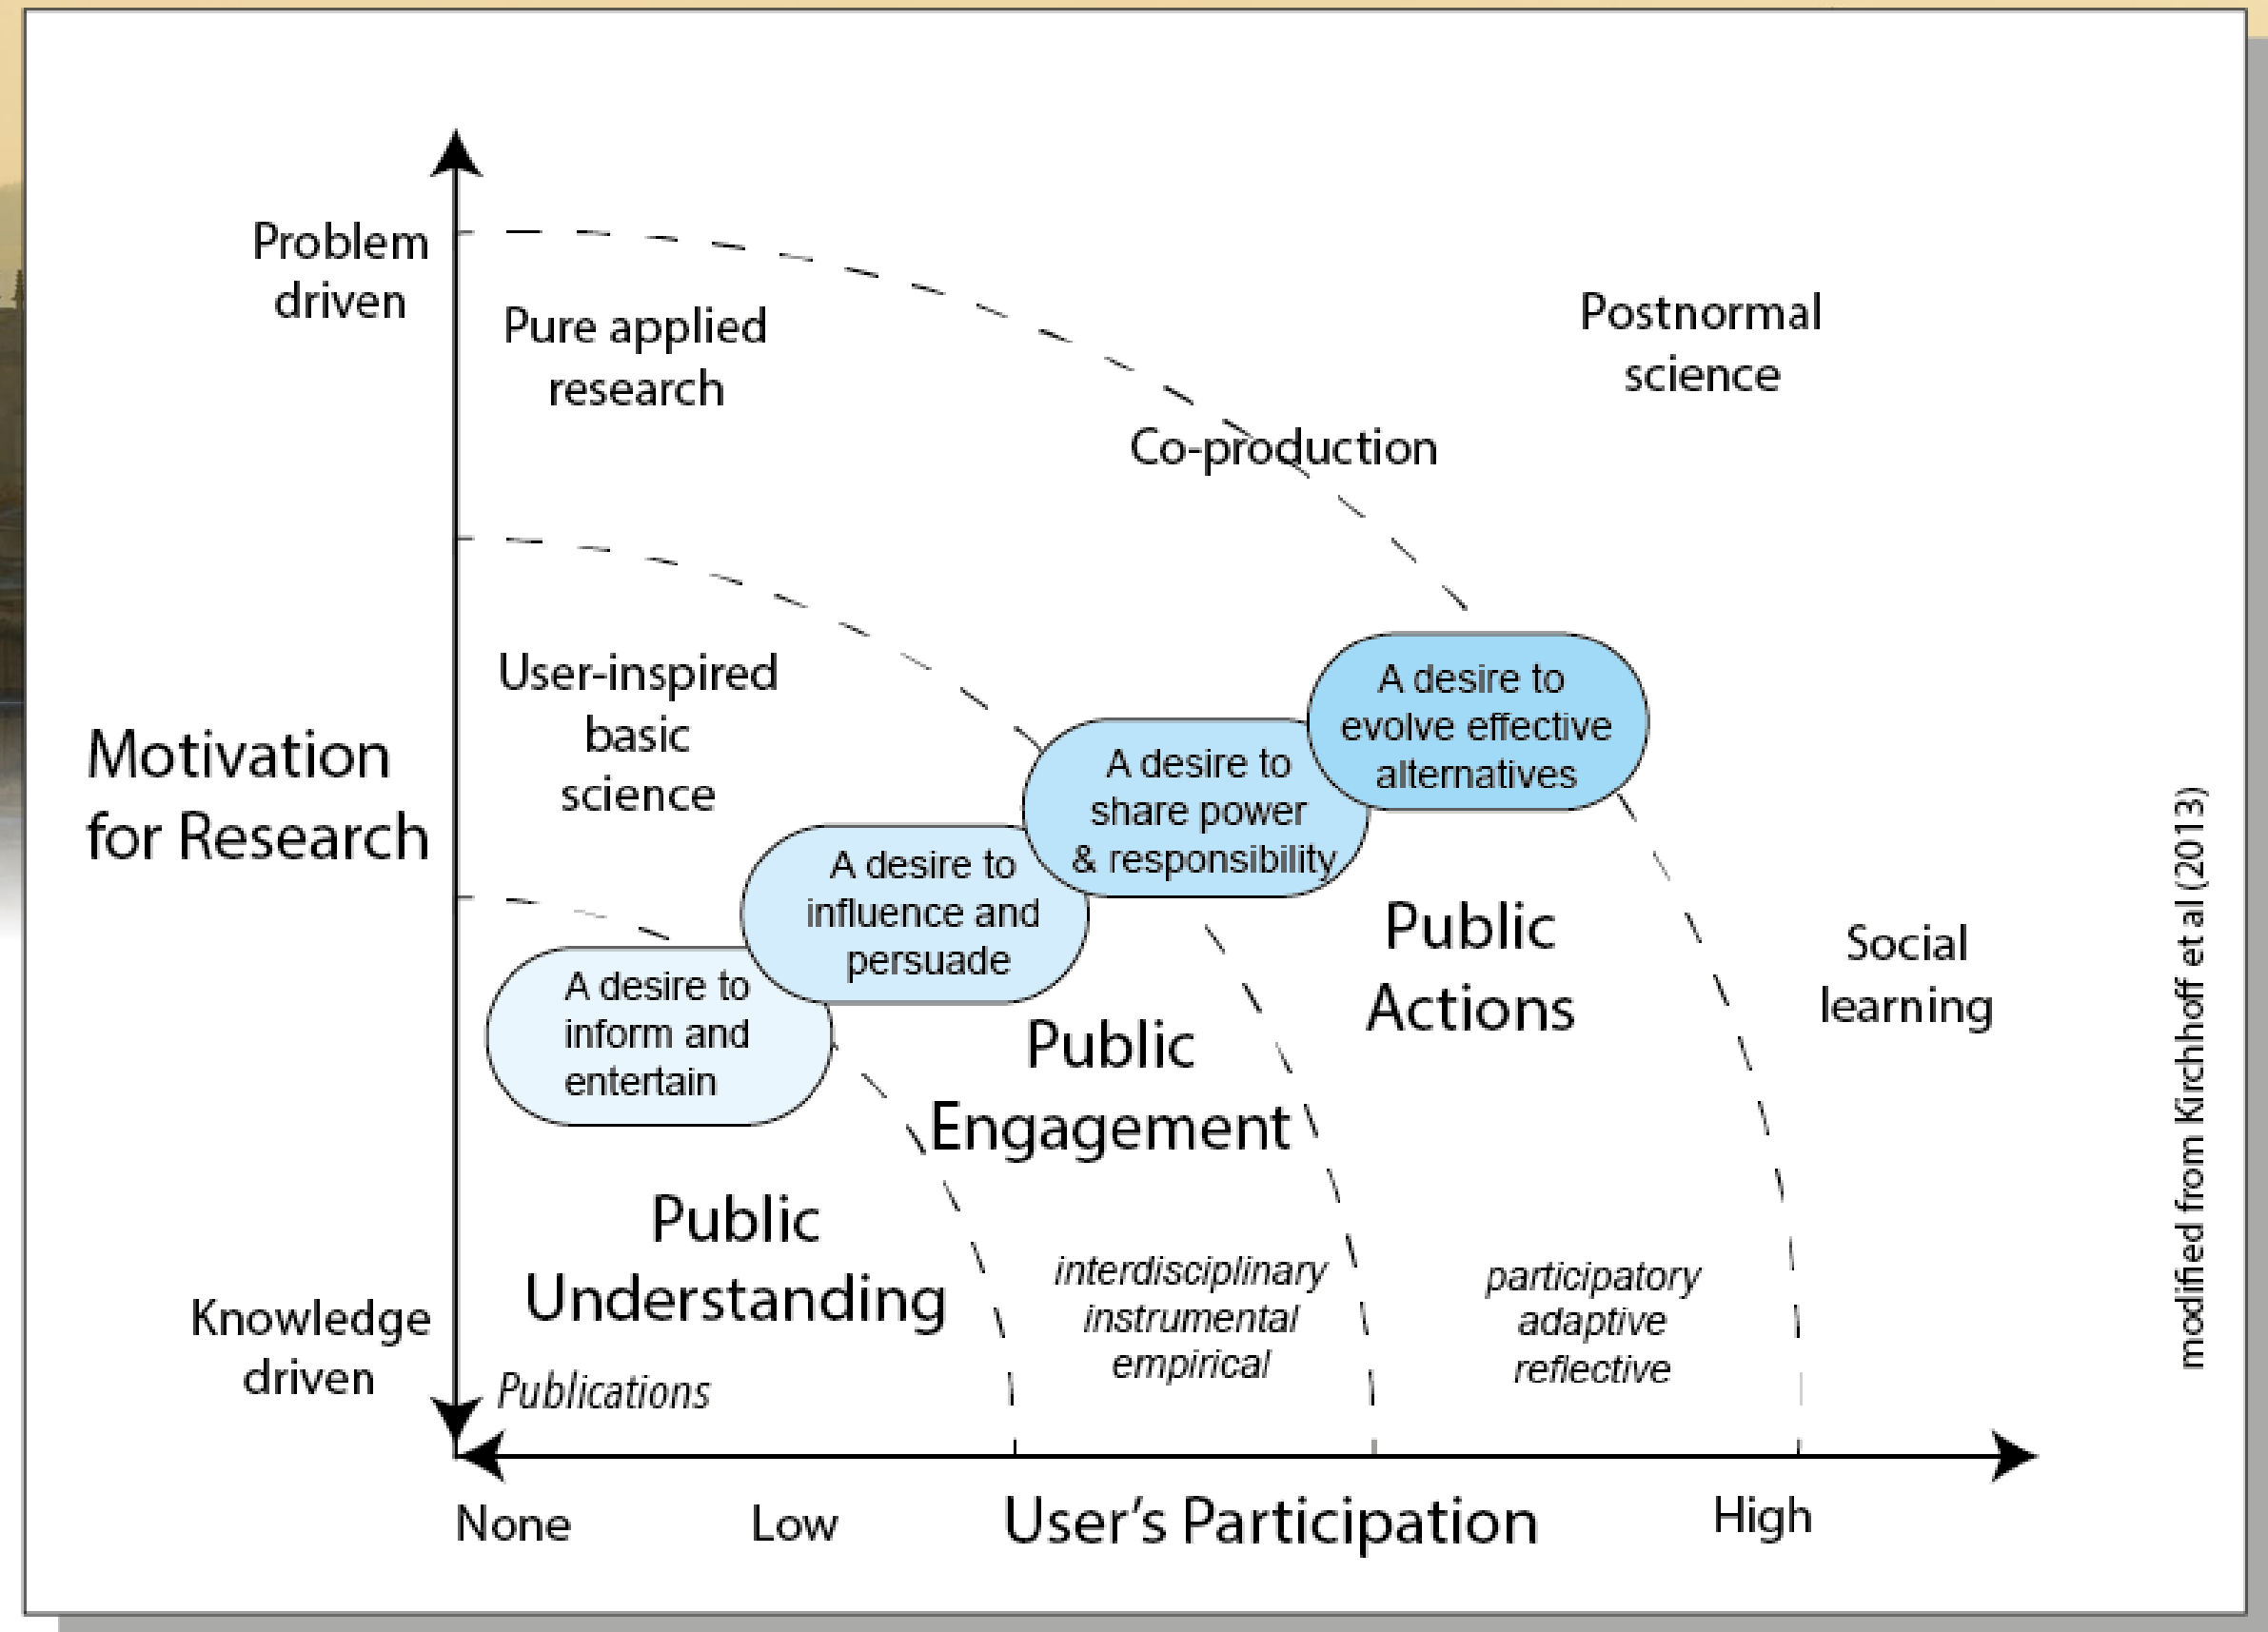 Problem
driven
Pure applied
research
Postnormal
science
Co-production
User-inspired
basic
science
Motivation
for Research
A desire to
evolve effective
alternatives
A desire to
share power
& responsibility
A desire to
influence and
persuade
A desire to
inform and
entertain
Public
Actions
Social
learning
Public
Engagement
Public
Understanding
interdisciplinary
instrumental
empirical
participatory
adaptive
reflective
Knowledge
driven
Publications
None
Low
User's Participation
High
modified from Kirchhoff et al (2013)